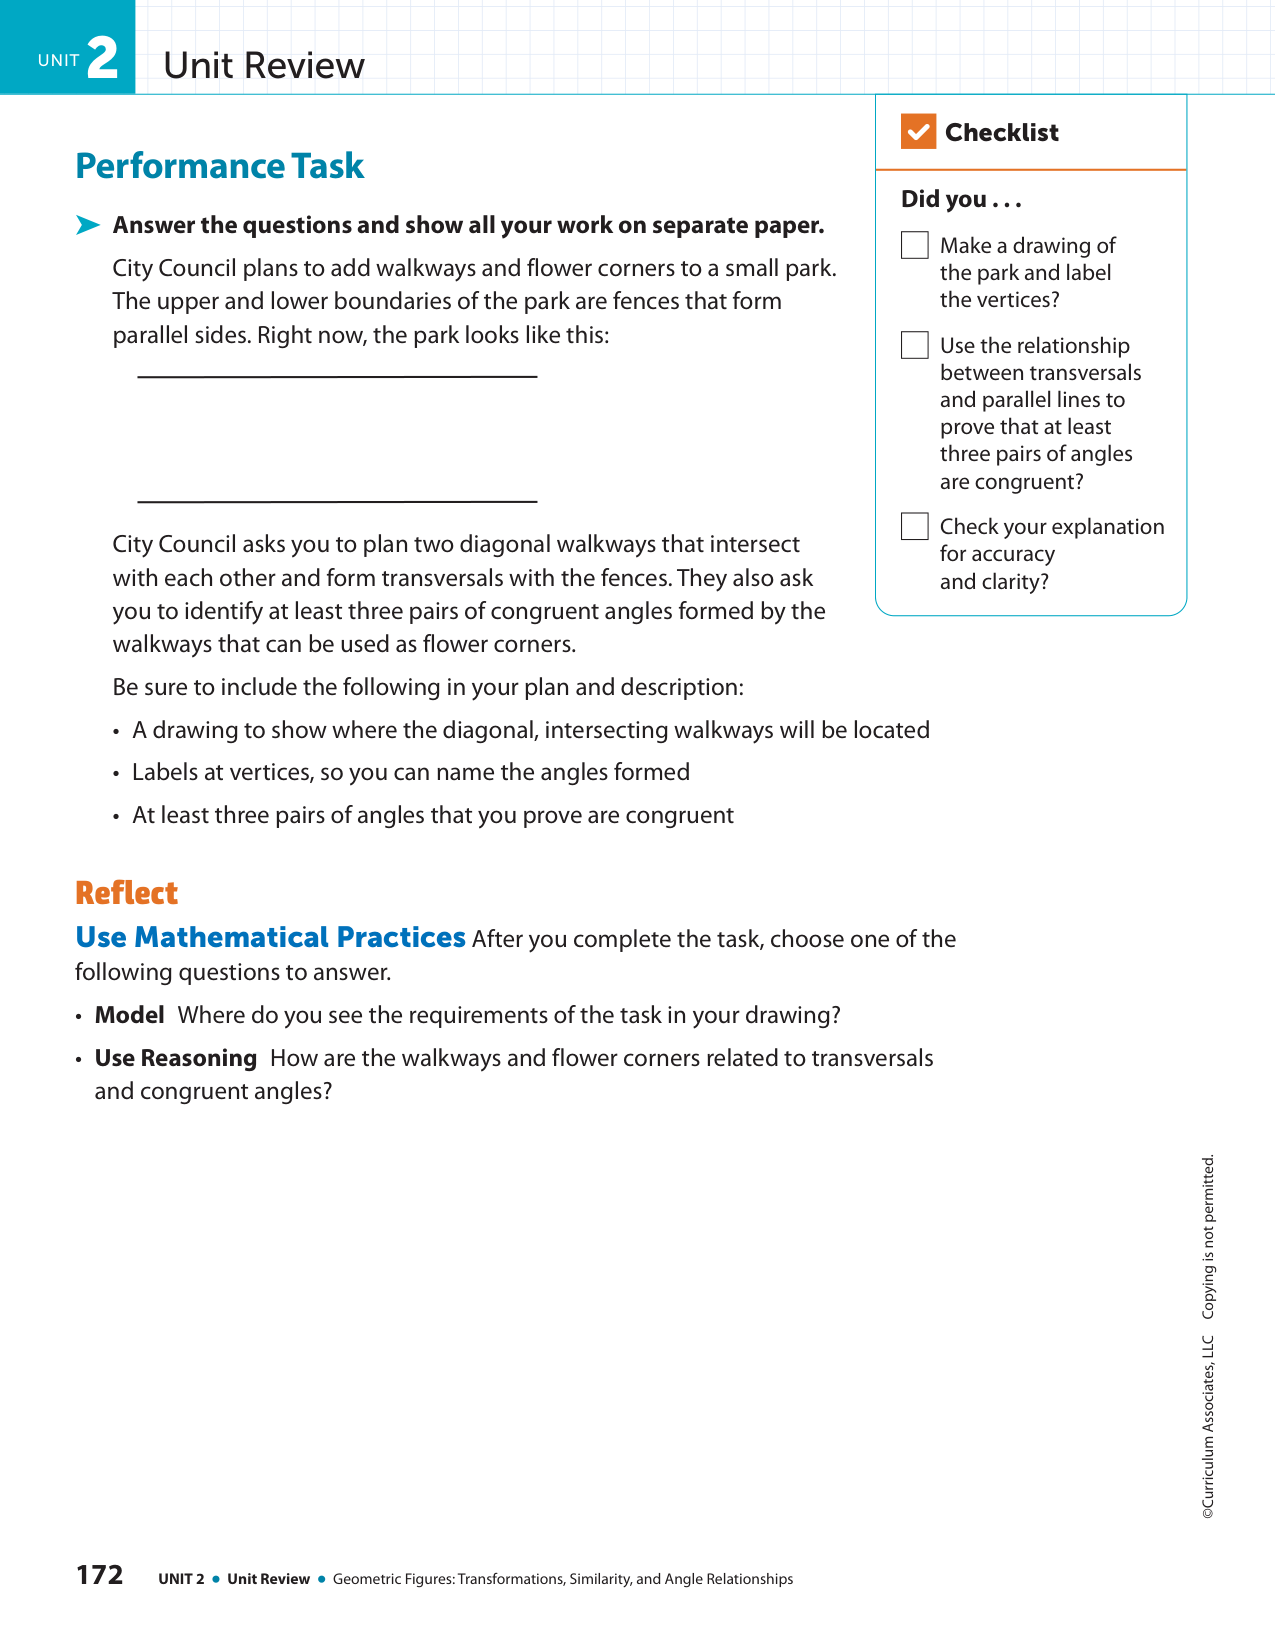 UNIT 2 Unit Review
Performance Task
Answer the questions and show all your work on separate paper.
City Council plans to add walkways and flower corners to a small park.
The upper and lower boundaries of the park are fences that form
parallel sides. Right now, the park looks like this:
City Council asks you to plan two diagonal walkways that intersect
with each other and form transversals with the fences. They also ask
you to identify at least three pairs of congruent angles formed by the
walkways that can be used as flower corners.
Be sure to include the following in your plan and description:
• A drawing to show where the diagonal, intersecting walkways will be located
• Labels at vertices, so you can name the angles formed
• At least three pairs of angles that you prove are congruent
Checklist
Did you . . .
Make a drawing of
the park and label
the vertices?
Use the relationship
between transversals
and parallel lines to
prove that at least
three pairs of angles
are congruent?
Check your explanation
for accuracy
and clarity?
Reflect
Use Mathematical Practices After you complete the task, choose one of the
following questions to answer.
• Model Where do you see the requirements of the task in your drawing?
• Use Reasoning How are the walkways and flower corners related to transversals
and congruent angles?
©Curriculum Associates, LLC Copying is not permitted.
172 UNIT 2 • Unit Review • Geometric Figures: Transformations, Similarity, and Angle Relationships